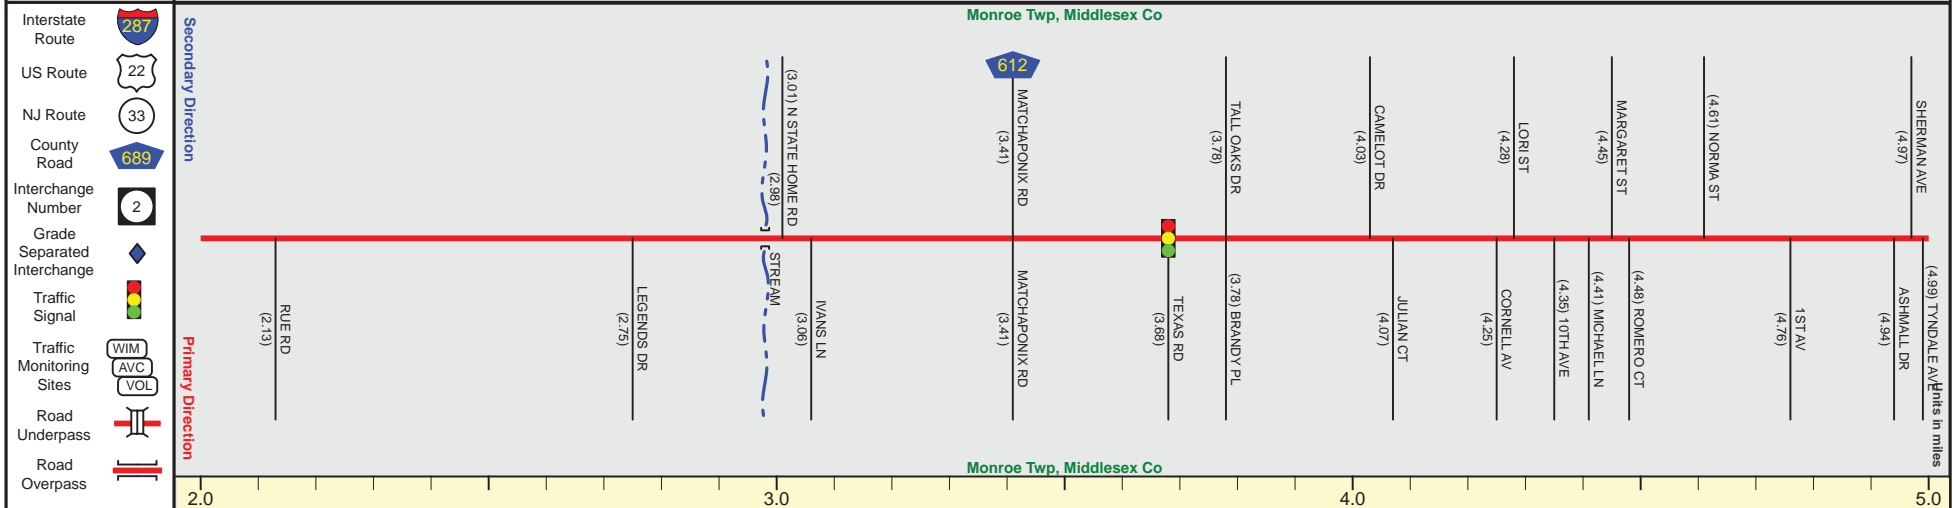 Interstate
Route
287
US Route
22
NJ Route
33
County
Road
689
Interchange
Number
2
Grade
Separated
Interchange
Traffic
Signal
Traffic
Monitoring
Sites
WIM
AVC
VOL
Road
Underpass
Road
Overpass
Secondary Direction
Primary Direction
Monroe Twp, Middlesex Co
(3.01) N STATE HOME RD
(2.98)
STREAM
612
MATCHAPONIX RD
(3.41)
TALL OAKS DR
(3.78)
CAMELOT DR
(4.03)
LORI ST
(4.28)
MARGARET ST
(4.45)
(4.61) NORMA ST
SHERMAN AVE
(4.97)
RUE RD
(2.13)
LEGENDS DR
(2.75)
IVANS LN
(3.06)
MATCHAPONIX RD
(3.41)
TEXAS RD
(3.68)
(3.78) BRANDY PL
JULIAN CT
(4.07)
CORNELL AV
(4.25)
(4.35) 10TH AVE
(4.41) MICHAEL LN
(4.48) ROMERO CT
1ST AV
(4.76)
ASHMALL DR
(4.94)
(4.99) TYNDALE AVE
Units in miles
Monroe Twp, Middlesex Co
2.0
3.0
4.0
5.0